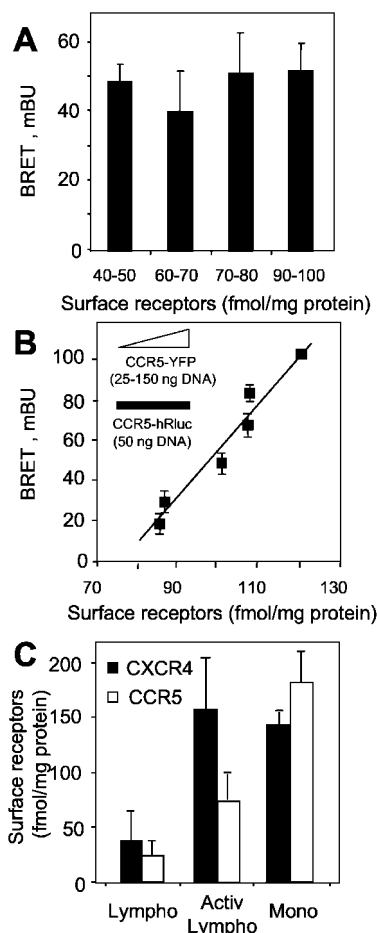 A
BRET , mBU
60
40
20
0
40-50 60-70 70-80 90-100
Surface receptors (fmol/mg protein)
B
BRET , mBU
100
80
60
40
20
0
CCR5-YFP
(25-150 ng DNA)
CCR5-hRluc
(50 ng DNA)
70 90 110 130
Surface receptors (fmol/mg protein)
C
Surface receptors
(fmol/mg protein)
200
150
100
50
0
CXCR4
CCR5
Lympho Activ Lympho Mono